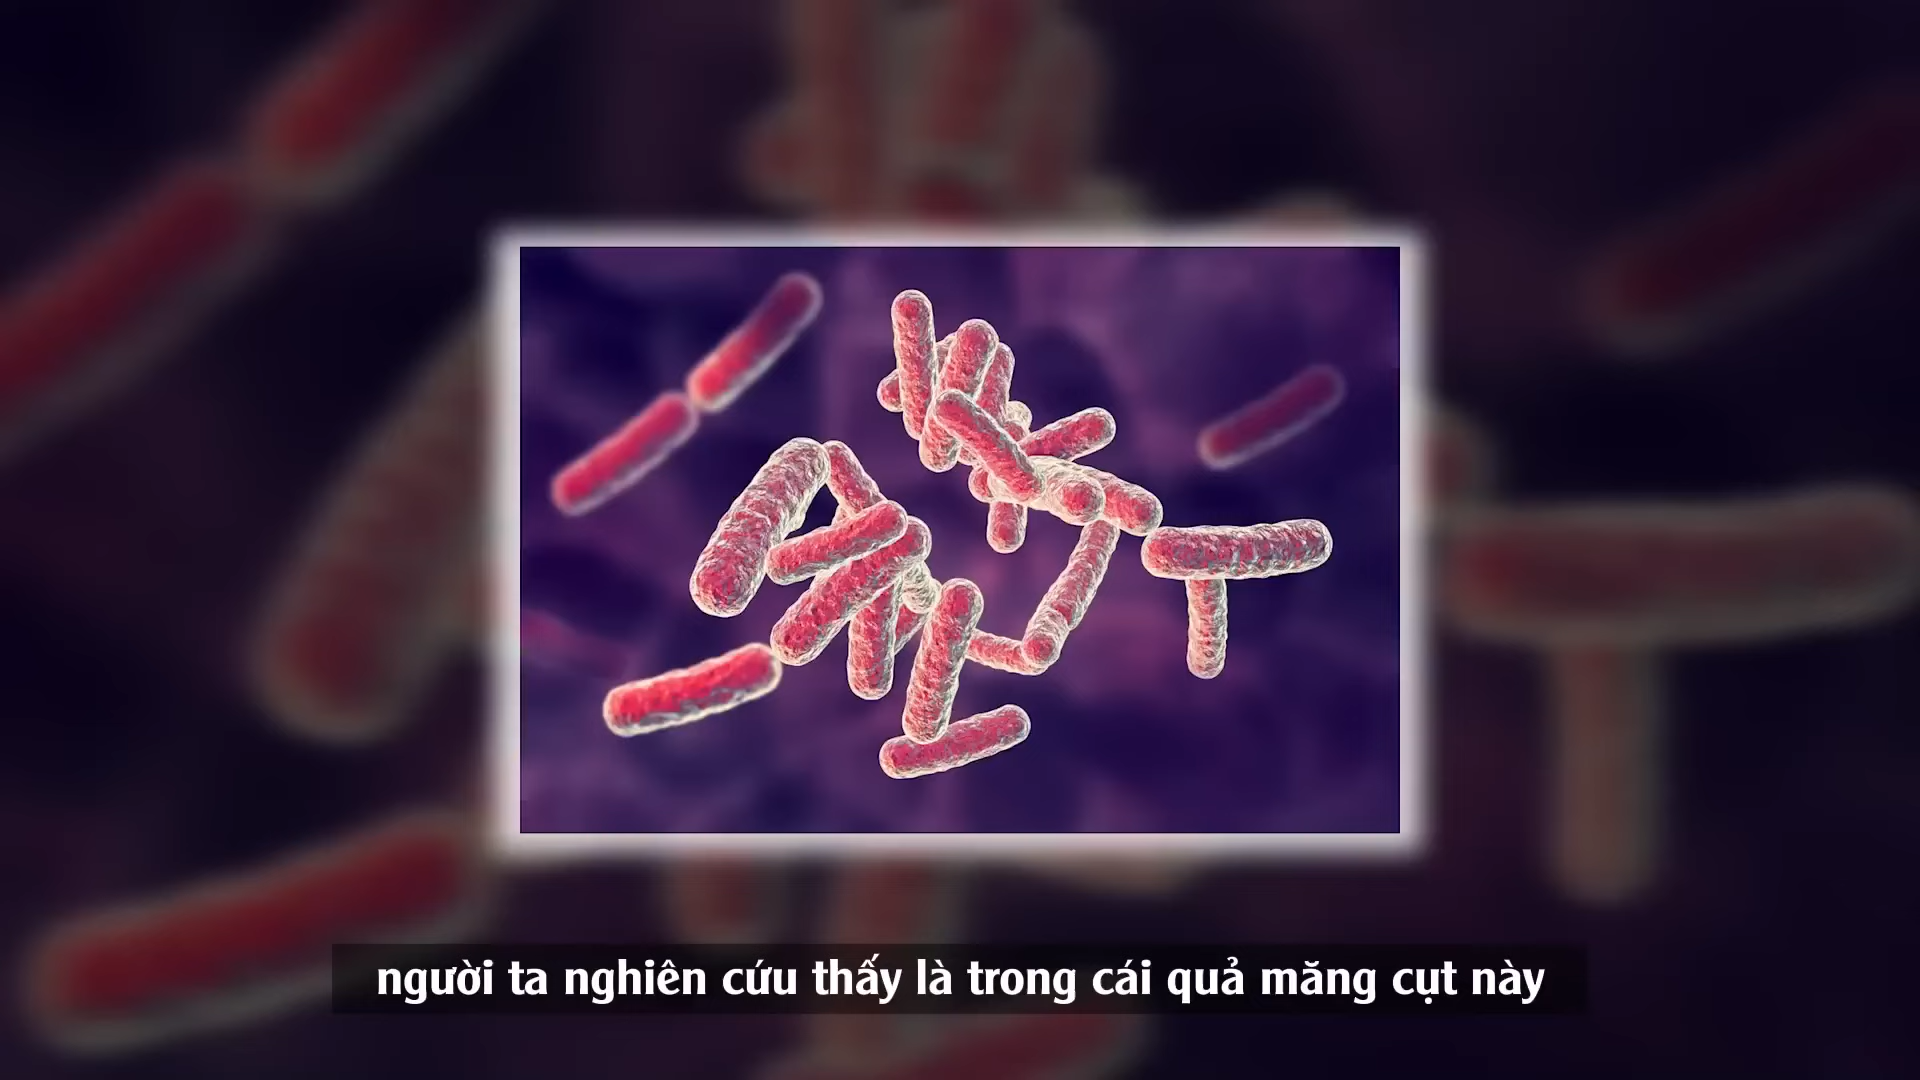 người ta nghiên cứu thấy là trong cái quả măng cụt này